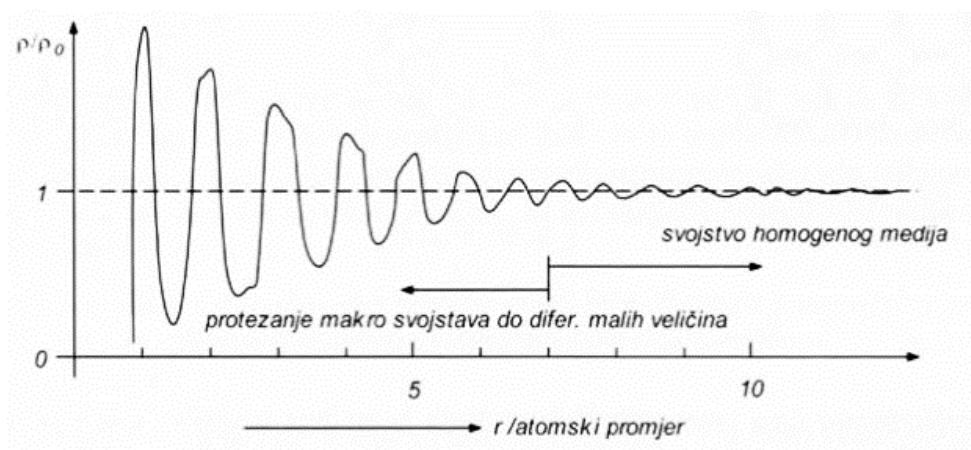 ρ/ρ₀
1
svojstvo homogenog medija
protezanje makro svojstava do difer. malih veličina
0
5 10
r/atomski promjer